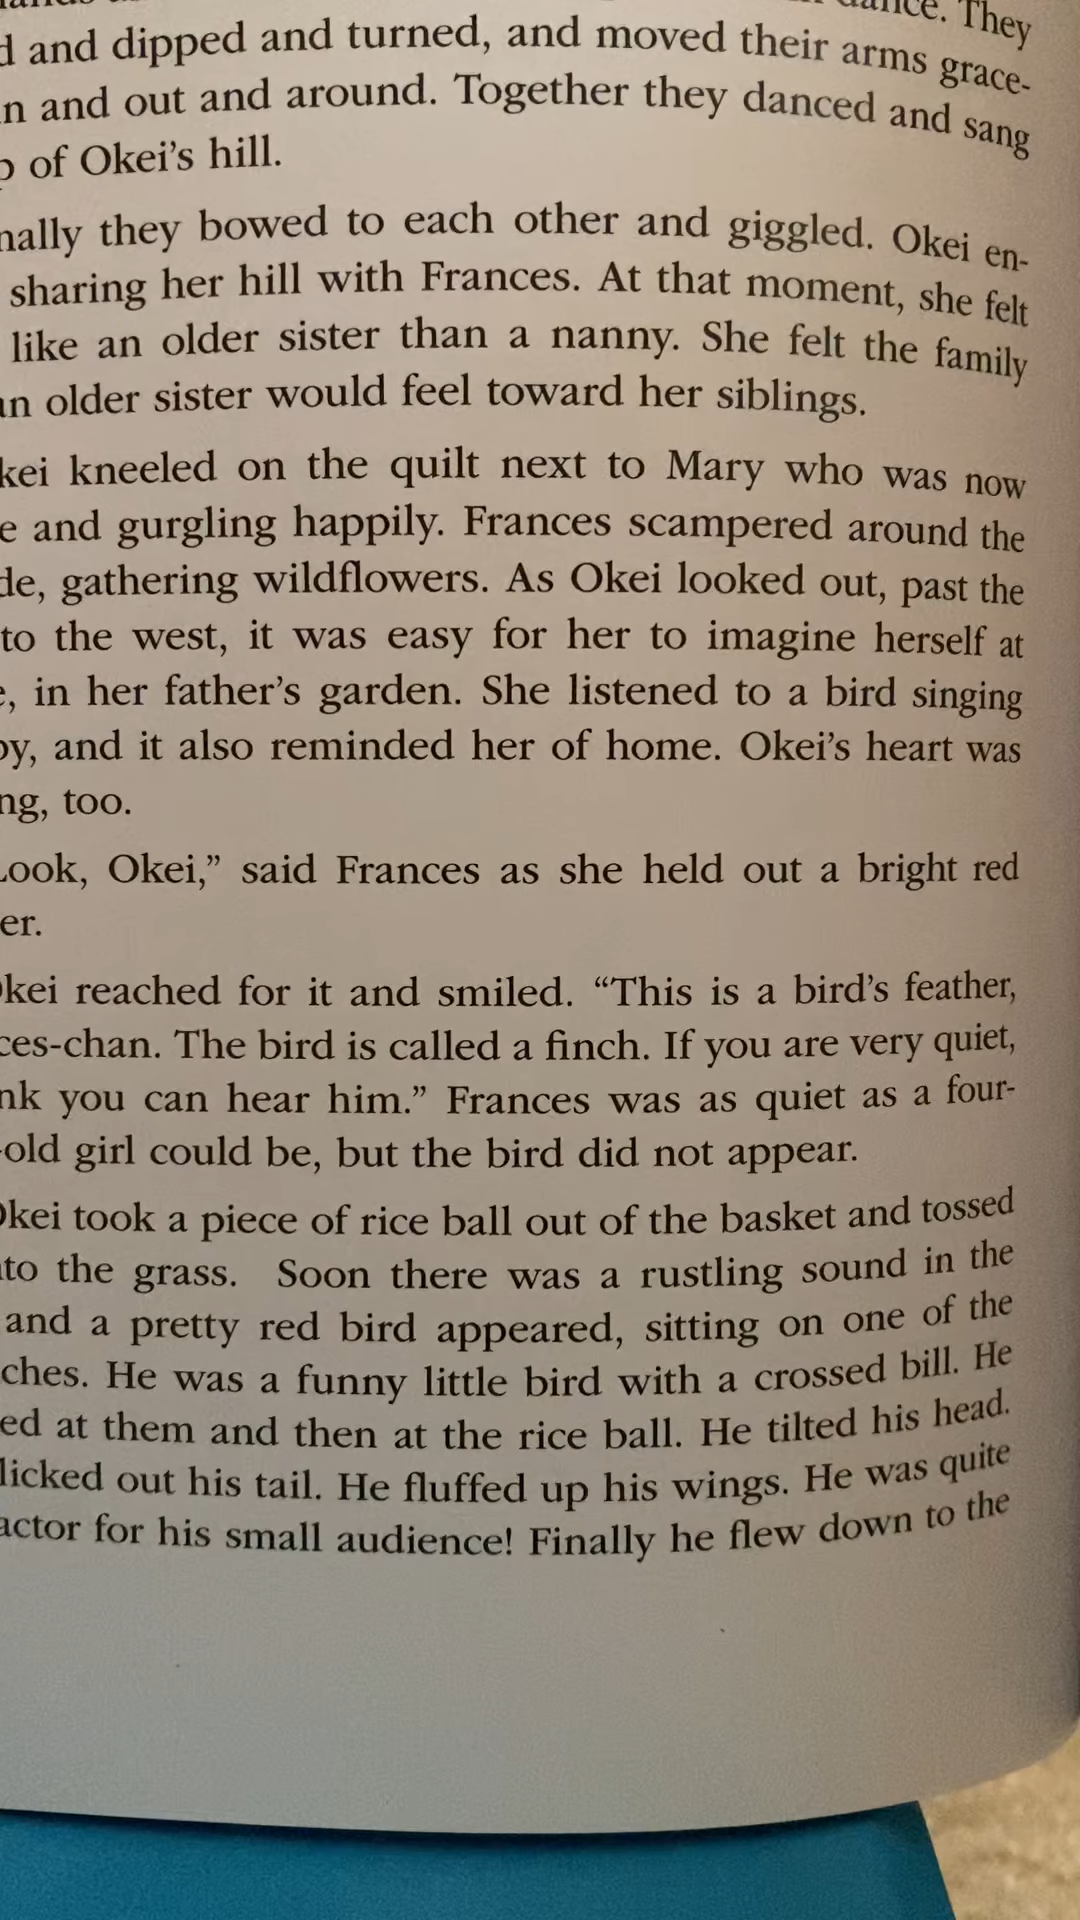 dance. They
and dipped and turned, and moved their arms grace-
and out and around. Together they danced and sang
of Okei's hill.
they bowed to each other and giggled. Okei en-
sharing her hill with Frances. At that moment, she felt
like an older sister than a nanny. She felt the family
older sister would feel toward her siblings.
kneeled on the quilt next to Mary who was now
and gurgling happily. Frances scampered around the
gathering wildflowers. As Okei looked out, past the
to the west, it was easy for her to imagine herself at
in her father's garden. She listened to a bird singing
and it also reminded her of home. Okei's heart was
too.
Okei,” said Frances as she held out a bright red
er.
reached for it and smiled. “This is a bird's feather,
ces-chan. The bird is called a finch. If you are very quiet,
you can hear him.” Frances was as quiet as a four-
-old girl could be, but the bird did not appear.
Okei took a piece of rice ball out of the basket and tossed
to the grass. Soon there was a rustling sound in the
and a pretty red bird appeared, sitting on one of the
ches. He was a funny little bird with a crossed bill. He
ed at them and then at the rice ball. He tilted his head.
licked out his tail. He fluffed up his wings. He was quite
actor for his small audience! Finally he flew down to the